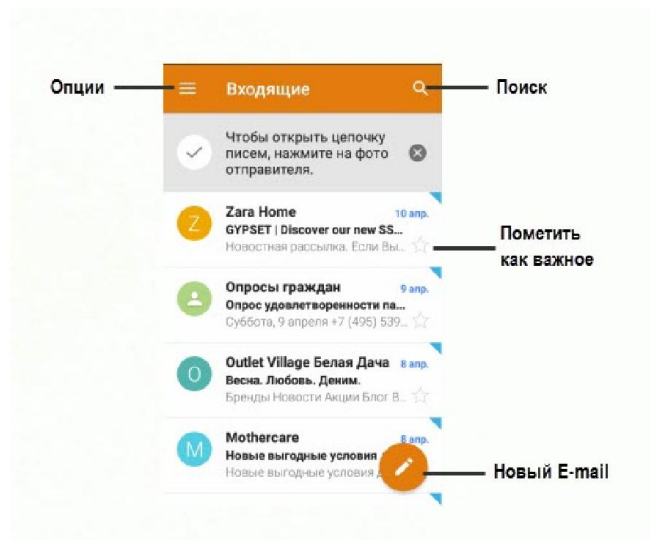 Опции
Входящие
Поиск
Чтобы открыть цепочку
писем, нажмите на фото
отправителя.
Z
Zara Home
10 апр.
GYPSET | Discover our new SS...
Новостная рассылка. Если Вы...
Пометить
как важное
Опросы граждан
9 апр.
Опрос удовлетворенности па...
Суббота, 9 апреля +7 (495) 539...
O
Outlet Village Белая Дача
8 апр.
Весна. Любовь. Деним.
Бренды Новости Акции Блог В...
M
Mothercare
8 апр.
Новые выгодные условия
Новые выгодные условия д
Новый E-mail